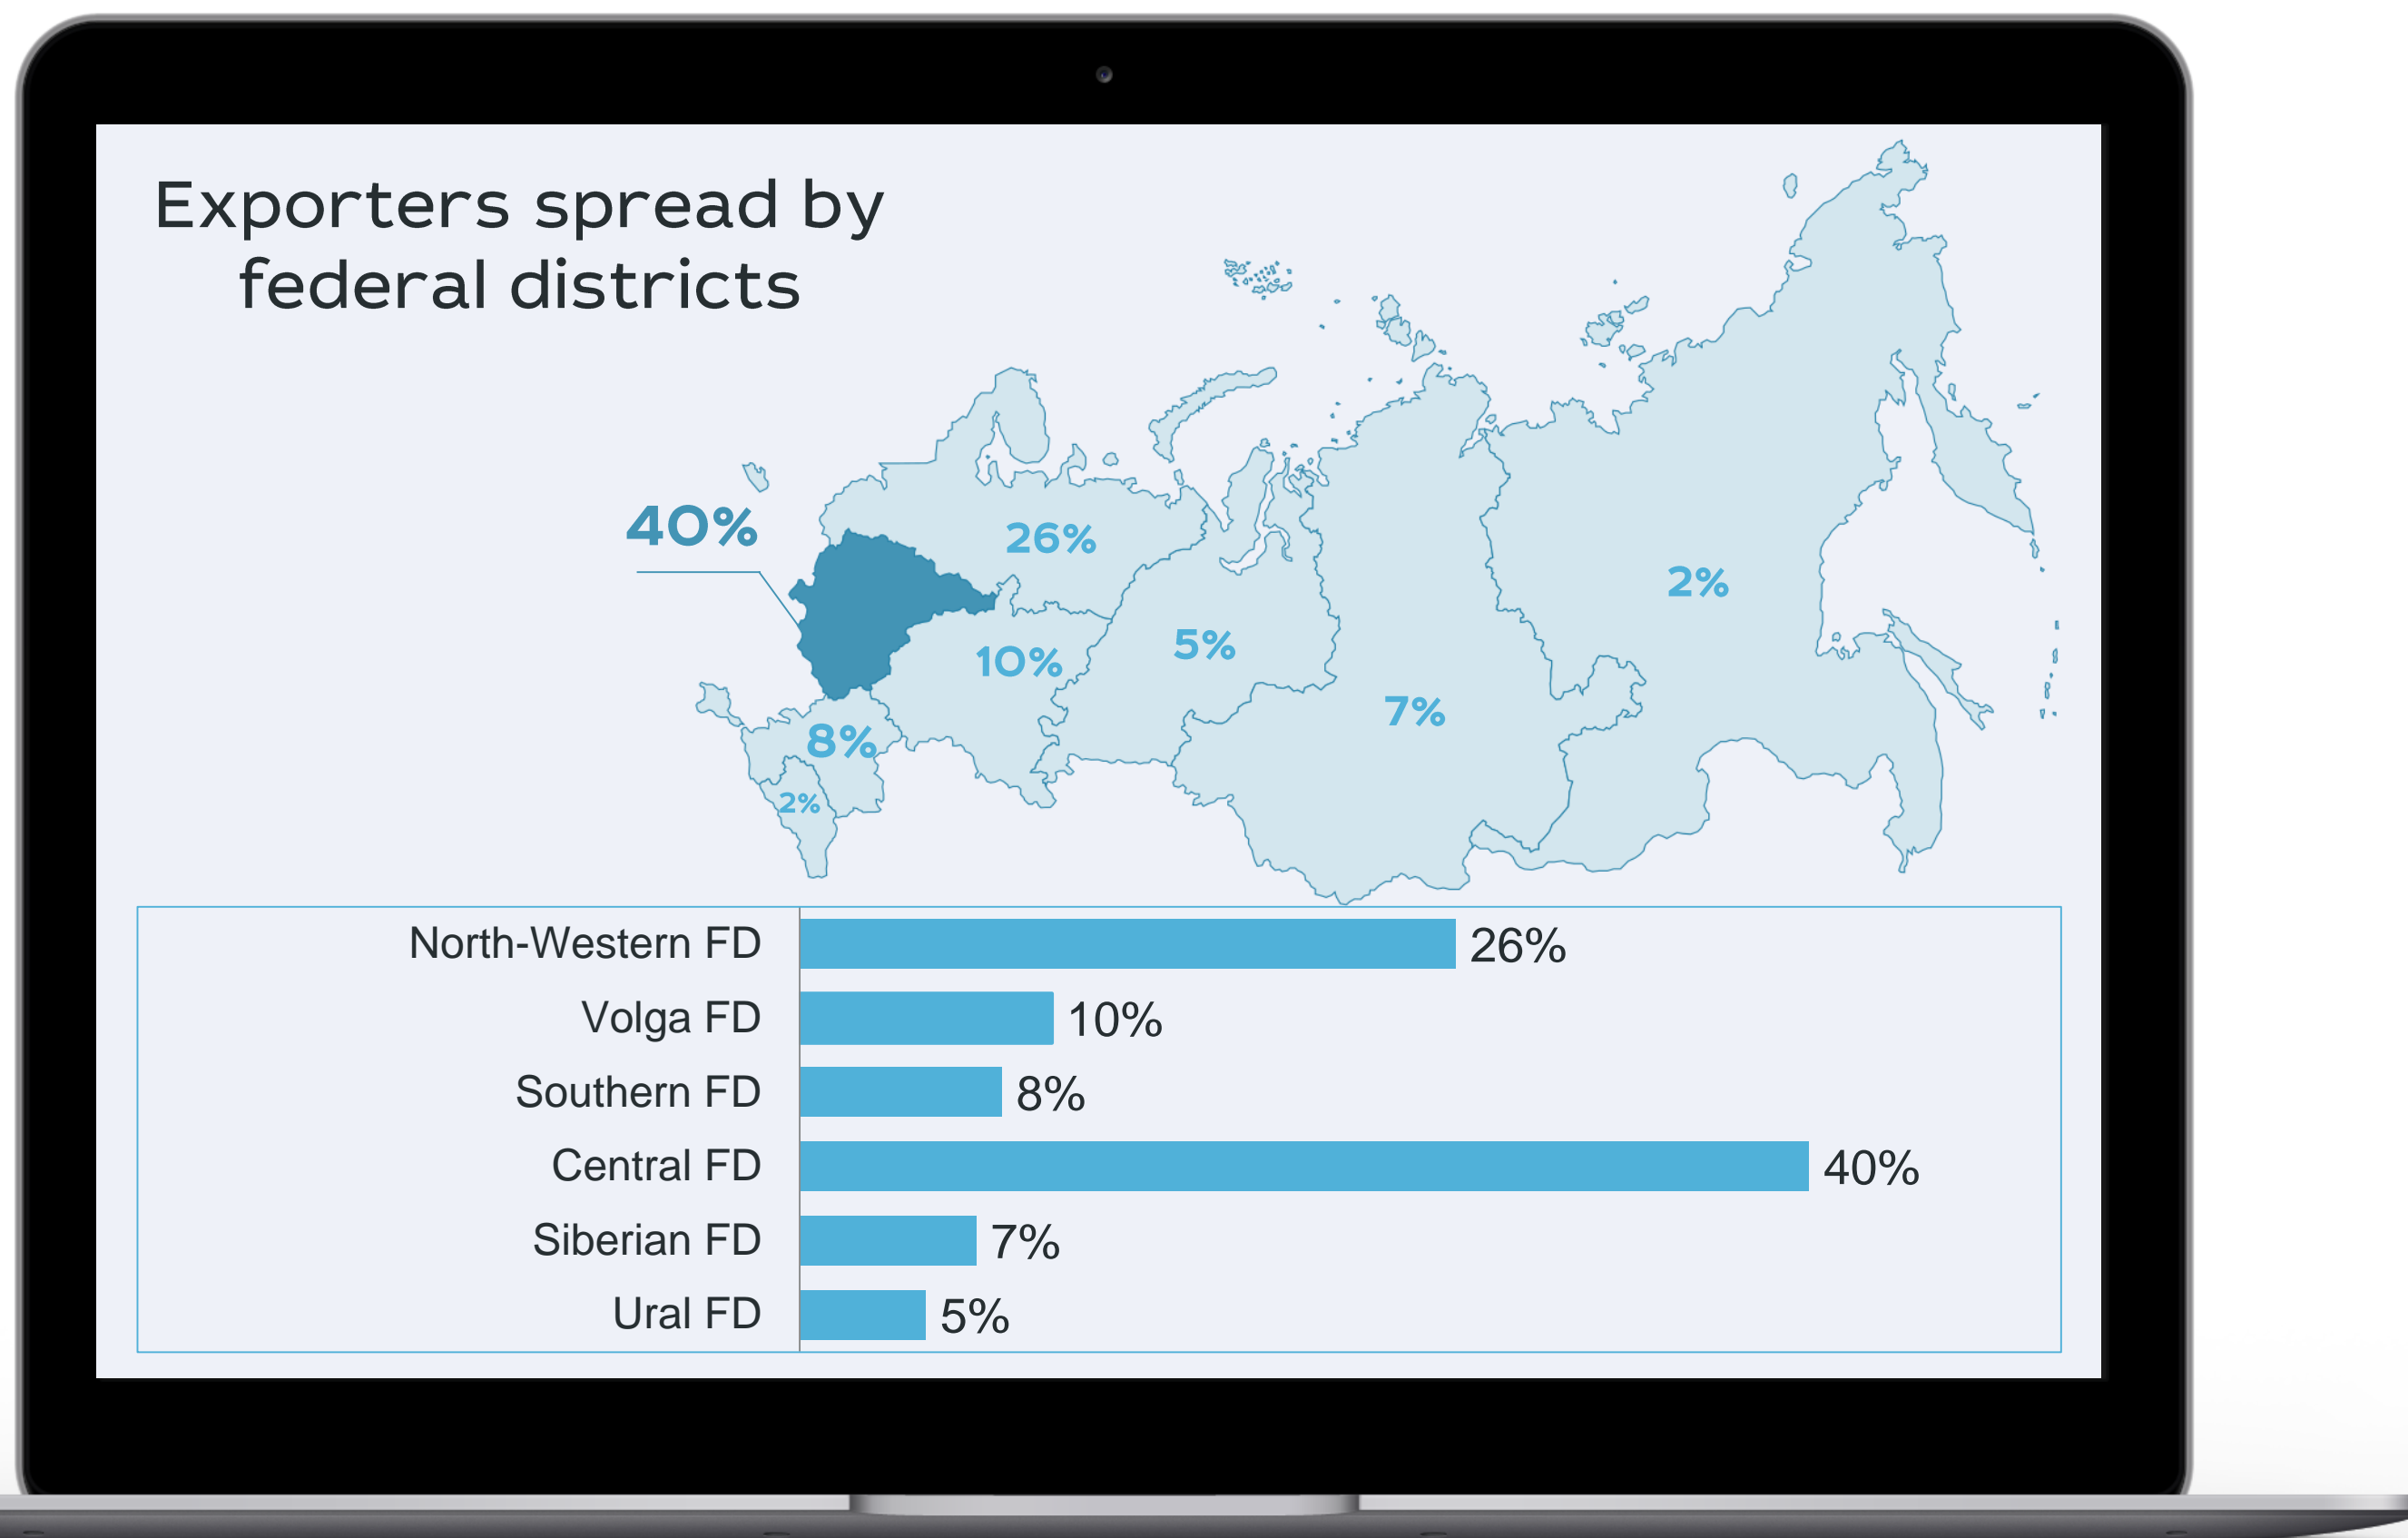 Exporters spread by
federal districts
40%
26%
2%
5%
10%
7%
8%
2%
North-Western FD 26%
Volga FD 10%
Southern FD 8%
Central FD 40%
Siberian FD 7%
Ural FD 5%